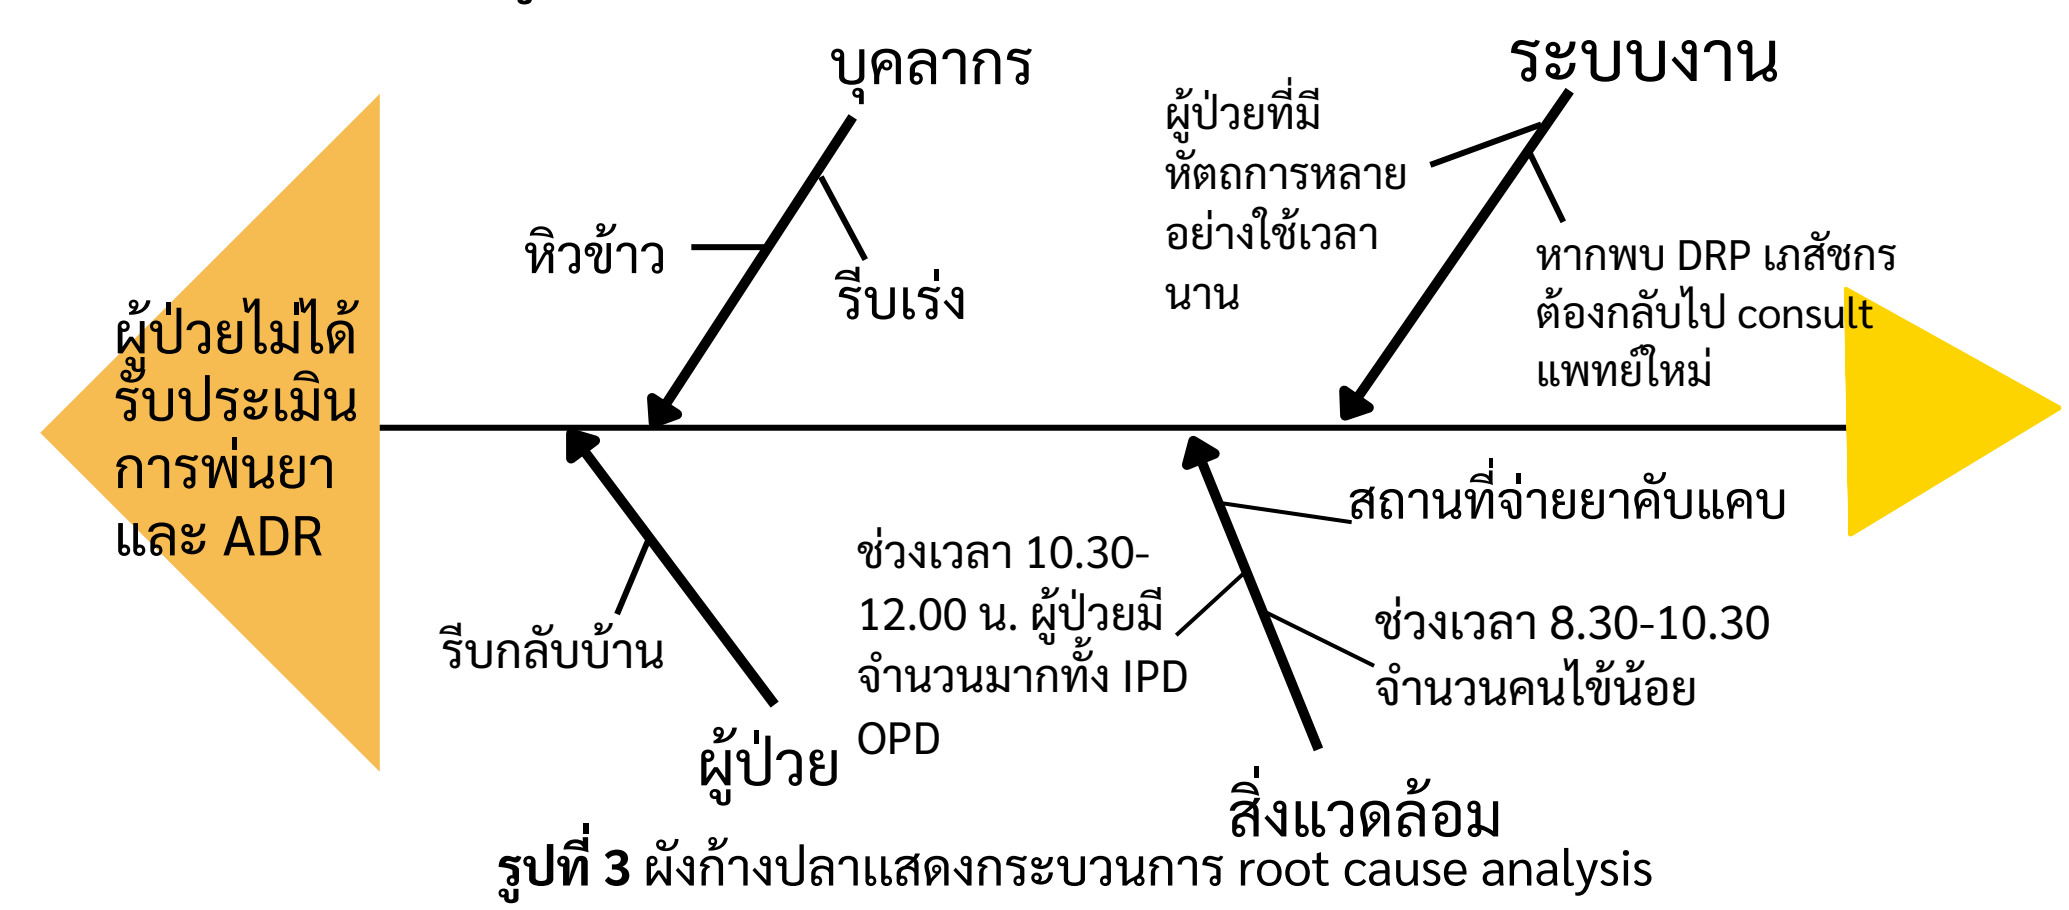 บุคลากร
ระบบงาน
ผู้ป่วยที่มี
หัตถการหลาย
อย่างใช้เวลา
นาน
หิวข้าว
รีบเร่ง
หากพบ DRP เภสัชกร
ต้องกลับไป consult
แพทย์ใหม่
ผู้ป่วยไม่ได้
รับประเมิน
การพ่นยา
และ ADR
สถานที่จ่ายยาคับแคบ
ช่วงเวลา 10.30-
12.00 น. ผู้ป่วยมี
จำนวนมากทั้ง IPD
OPD
ช่วงเวลา 8.30-10.30
จำนวนคนไข้น้อย
รีบกลับบ้าน
ผู้ป่วย
สิ่งแวดล้อม
รูปที่ 3 ผังก้างปลาแสดงกระบวนการ root cause analysis